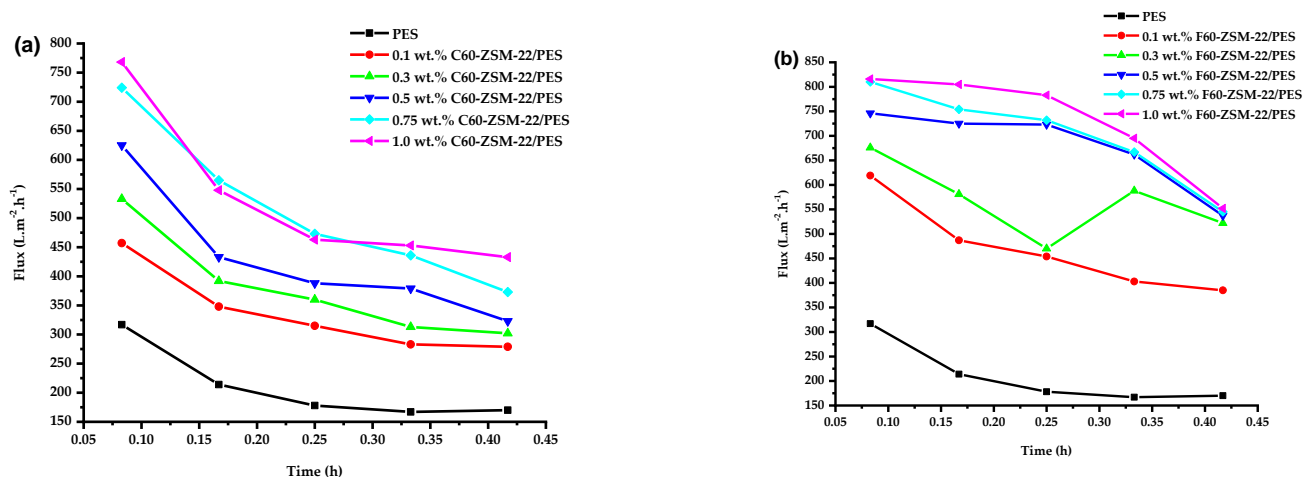 (a)
PES
0.1 wt.% C60-ZSM-22/PES
0.3 wt.% C60-ZSM-22/PES
0.5 wt.% C60-ZSM-22/PES
0.75 wt.% C60-ZSM-22/PES
1.0 wt.% C60-ZSM-22/PES
800
750
700
650
600
550
500
450
400
350
300
250
200
150
Flux (L.m⁻².h⁻¹)
0.05 0.10 0.15 0.20 0.25 0.30 0.35 0.40 0.45
Time (h)
(b)
PES
0.1 wt.% F60-ZSM-22/PES
0.3 wt.% F60-ZSM-22/PES
0.5 wt.% F60-ZSM-22/PES
0.75 wt.% F60-ZSM-22/PES
1.0 wt.% F60-ZSM-22/PES
850
800
750
700
650
600
550
500
450
400
350
300
250
200
150
Flux (L.m⁻².h⁻¹)
0.05 0.10 0.15 0.20 0.25 0.30 0.35 0.40 0.45
Time (h)